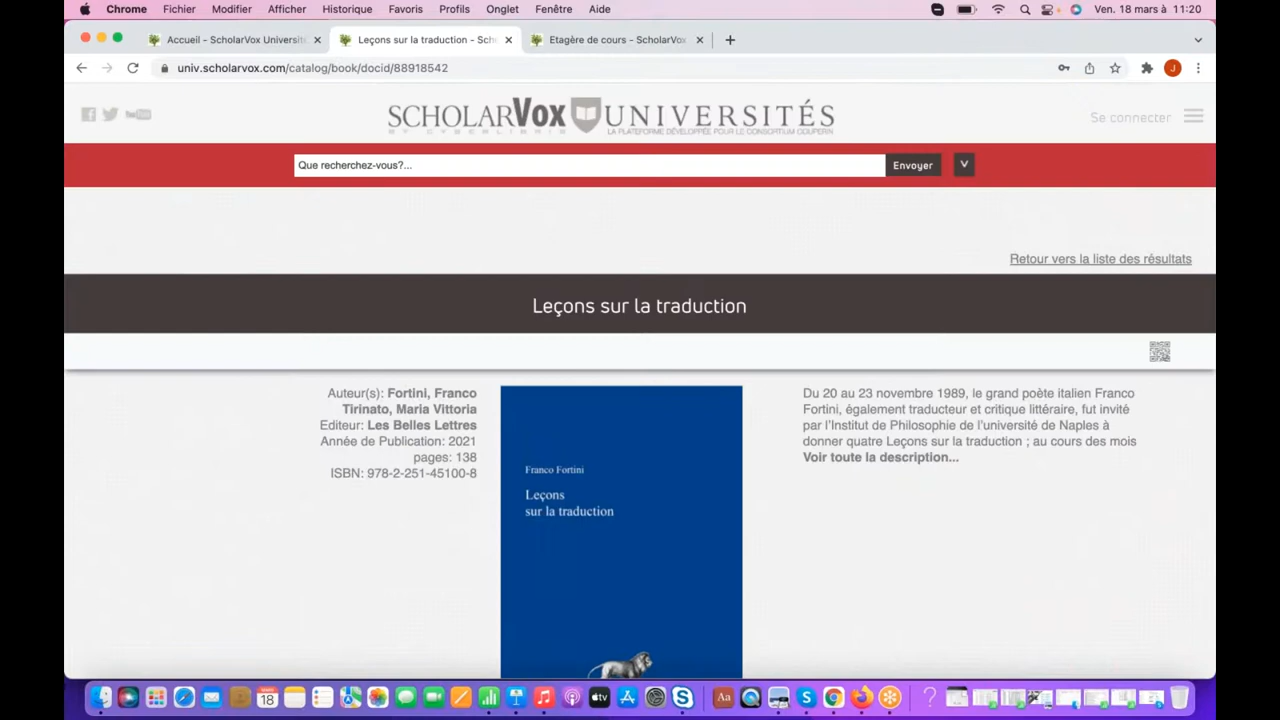 Chrome Fichier Modifier Afficher Historique Favoris Profils Onglet Fenêtre Aide Ven. 18 mars à 11:20
Accueil - ScholarVox Universit Leçons sur la traduction - Sch Etagère de cours - ScholarVox
univ.scholarvox.com/catalog/book/docid/88918542 J
SCHOLARVox UNIVERSITÉS
BY CYBERLIBRIS LA PLATEFORME DÉVELOPPÉE POUR LE CONSORTIUM COUPERIN
Se connecter
Que recherchez-vous?... Envoyer
Retour vers la liste des résultats
Leçons sur la traduction
Auteur(s): Fortini, Franco
Tirinato, Maria Vittoria
Editeur: Les Belles Lettres
Année de Publication: 2021
pages: 138
ISBN: 978-2-251-45100-8
Franco Fortini
Leçons
sur la traduction
Du 20 au 23 novembre 1989, le grand poète italien Franco
Fortini, également traducteur et critique littéraire, fut invité
par l'Institut de Philosophie de l'université de Naples à
donner quatre Leçons sur la traduction ; au cours des mois
Voir toute la description...
18
tv
Aa